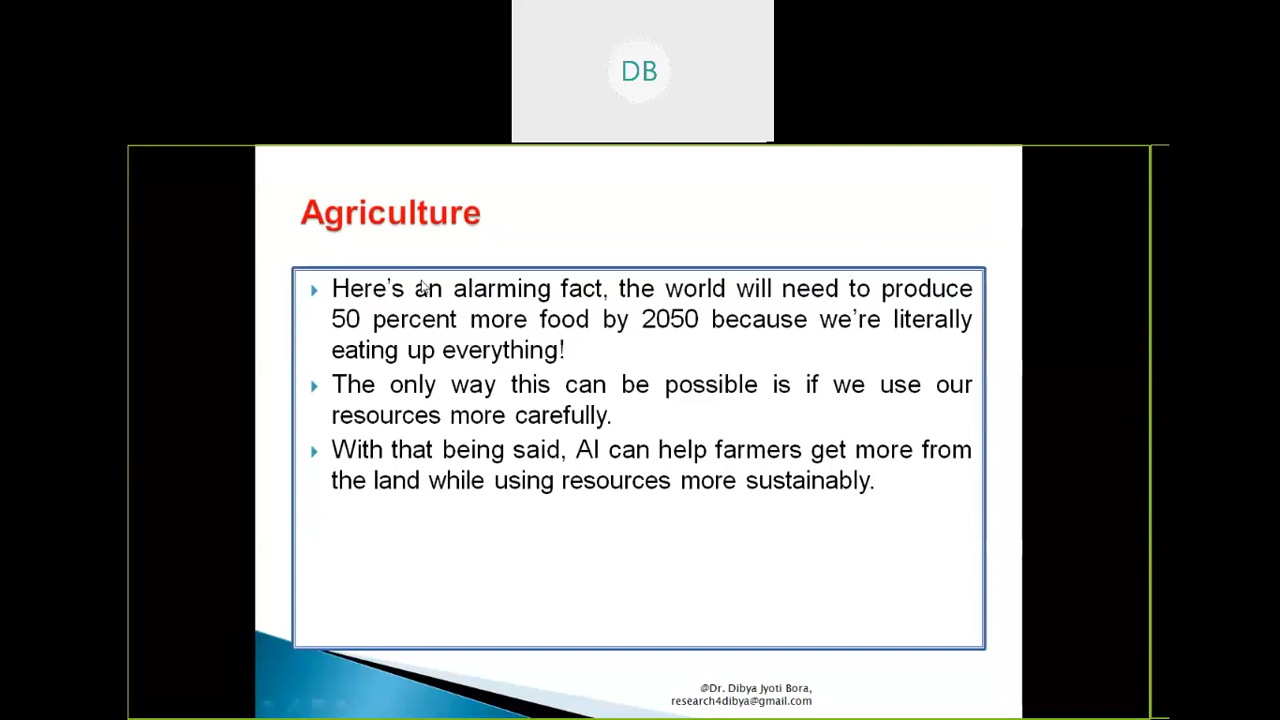 DB
Agriculture
Here's an alarming fact, the world will need to produce
50 percent more food by 2050 because we're literally
eating up everything!
The only way this can be possible is if we use our
resources more carefully.
With that being said, AI can help farmers get more from
the land while using resources more sustainably.
@Dr. Dibya Jyoti Bora,
research4dibya@gmail.com